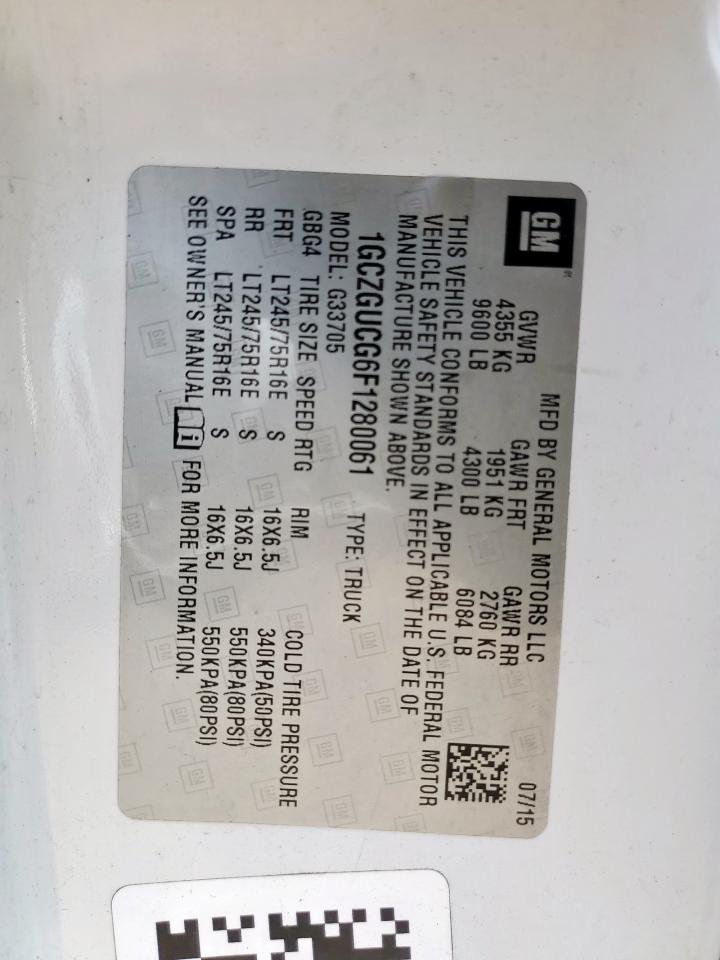 GM
MFD BY GENERAL MOTORS LLC 07/15
GVWR GAWR FRT GAWR RR
4355 KG 1951 KG 2760 KG
9600 LB 4300 LB 6084 LB
THIS VEHICLE CONFORMS TO ALL APPLICABLE U.S. FEDERAL MOTOR
VEHICLE SAFETY STANDARDS IN EFFECT ON THE DATE OF
MANUFACTURE SHOWN ABOVE.
1GCZGUCG6F1280061 TYPE: TRUCK
MODEL: G33705
GBG4 TIRE SIZE SPEED RTG RIM COLD TIRE PRESSURE
FRT LT245/75R16E S 16X6.5J 340KPA(50PSI)
RR LT245/75R16E S 16X6.5J 550KPA(80PSI)
SPA LT245/75R16E S 16X6.5J 550KPA(80PSI)
SEE OWNER'S MANUAL i FOR MORE INFORMATION.